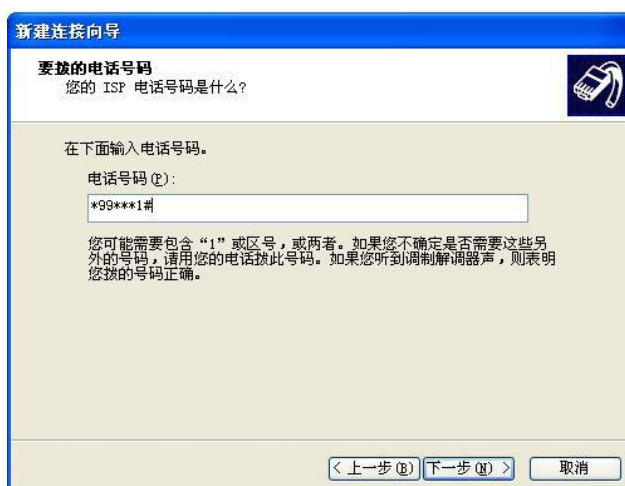 新建连接向导
要拨的电话号码
您的 ISP 电话号码是什么?
在下面输入电话号码。
电话号码(P):
*99***1#
您可能需要包含“1”或区号，或两者。如果您不确定是否需要这些另
外的号码，请用您的电话拨此号码。如果您听到调制解调器声，则表明
您拨的号码正确。
< 上一步(B) 下一步(N) > 取消